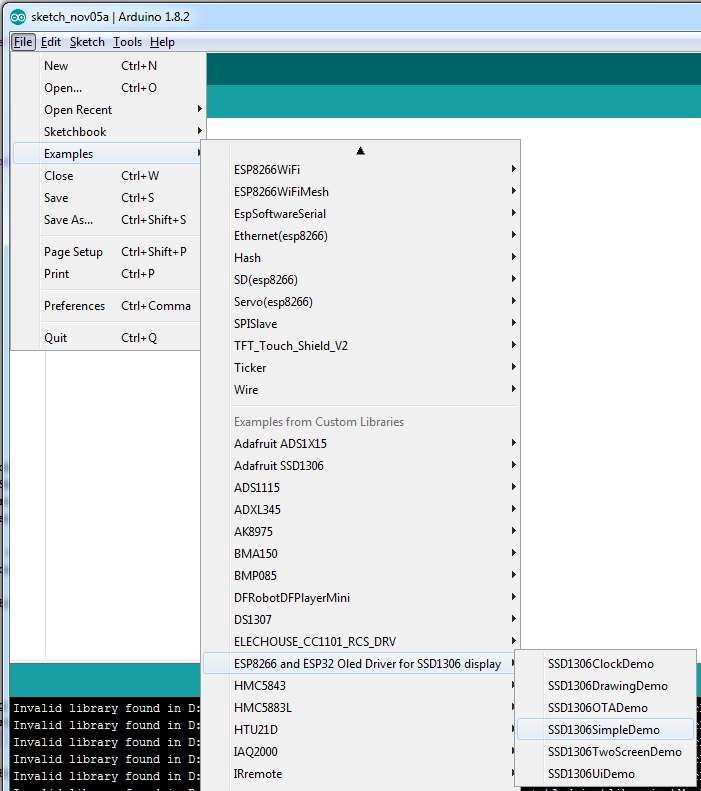 sketch_nov05a | Arduino 1.8.2
File Edit Sketch Tools Help
New Ctrl+N
Open... Ctrl+O
Open Recent
Sketchbook
Examples
Close Ctrl+W
Save Ctrl+S
Save As... Ctrl+Shift+S
Page Setup Ctrl+Shift+P
Print Ctrl+P
Preferences Ctrl+Comma
Quit Ctrl+Q
ESP8266WiFi
ESP8266WiFiMesh
EspSoftwareSerial
Ethernet(esp8266)
Hash
SD(esp8266)
Servo(esp8266)
SPISlave
TFT_Touch_Shield_V2
Ticker
Wire
Examples from Custom Libraries
Adafruit ADS1X15
Adafruit SSD1306
ADS1115
ADXL345
AK8975
BMA150
BMP085
DFRobotDFPlayerMini
DS1307
ELECHOUSE_CC1101_RCS_DRV
ESP8266 and ESP32 Oled Driver for SSD1306 display
HMC5843
HMC5883L
HTU21D
IAQ2000
IRremote
SSD1306ClockDemo
SSD1306DrawingDemo
SSD1306OTADemo
SSD1306SimpleDemo
SSD1306TwoScreenDemo
SSD1306UiDemo
Invalid library found in D:
Invalid library found in D:
Invalid library found in D:
Invalid library found in D:
Invalid library found in D:
Invalid library found in D: